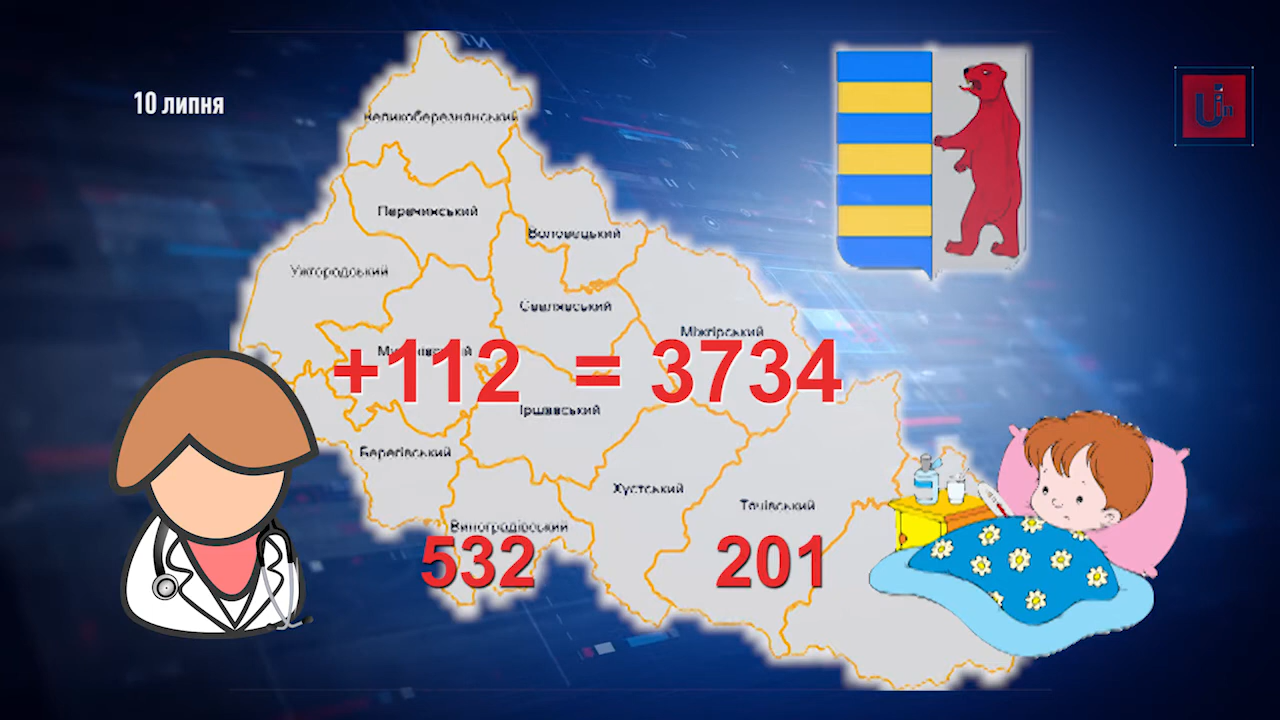 10 липня
Великоберезнянський
Перечинський
Воловецький
Ужгородський
Свалявський
Міжгірський
+112 = 3734
Іршавський
Берегівський
Хустський
Тячівський
Виноградівський
532
201